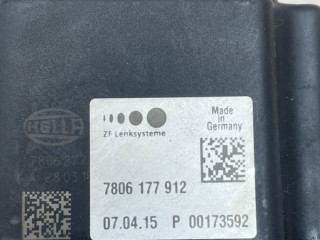 HELLA
ZF Lenksysteme
Made
in
Germany
7806 177 912
07.04.15 P 00173592